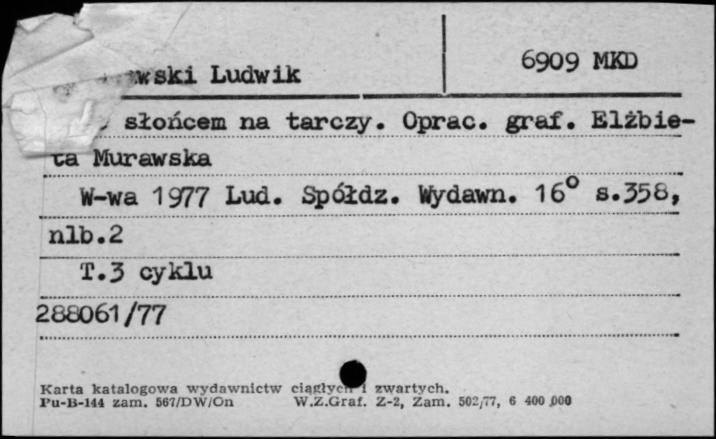 Ludwik
6909 MKD
słońcem na tarczy. Oprac. graf. Elżbie-
ta Murawska
W-wa 1977 Lud. Spółdz. Wydawn. 16° s.358,
nlb.2
T.3 cyklu
288061/77
Karta katalogowa wydawnictw ciągłych i zwartych.
Pu-B-144 zam. 567/DW/On W.Z.Graf. Z-2, Zam. 502/77, 6 400 000